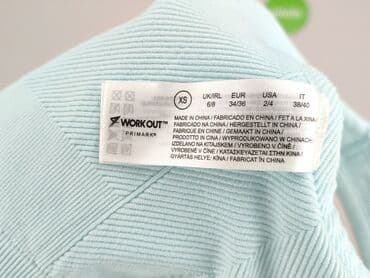 XS
UK/IRL EUR USA IT
6/8 34/36 2/4 38/40
WORKOUT™
PRIMARK®
MADE IN CHINA / FABRICADO EN CHINA / FET A LA XINA /
FABRICADO NA CHINA / HERGESTELLT IN CHINA /
FABRIQUÉ EN CHINE / GEMAAKT IN CHINA /
PRODOTTO IN CINA / WYPRODUKOWANO W CHINACH /
IZDELANO NA KITAJSKEM / VYROBENO V ČÍNĚ /
VYROBENÉ V ČÍNE / ΚΑΤΑΣΚΕΥΑΖΕΤΑΙ ΣΤΗΝ ΚΙΝΑ /
GYÁRTÁS HELYE: KÍNA / FABRICAT ÎN CHINA